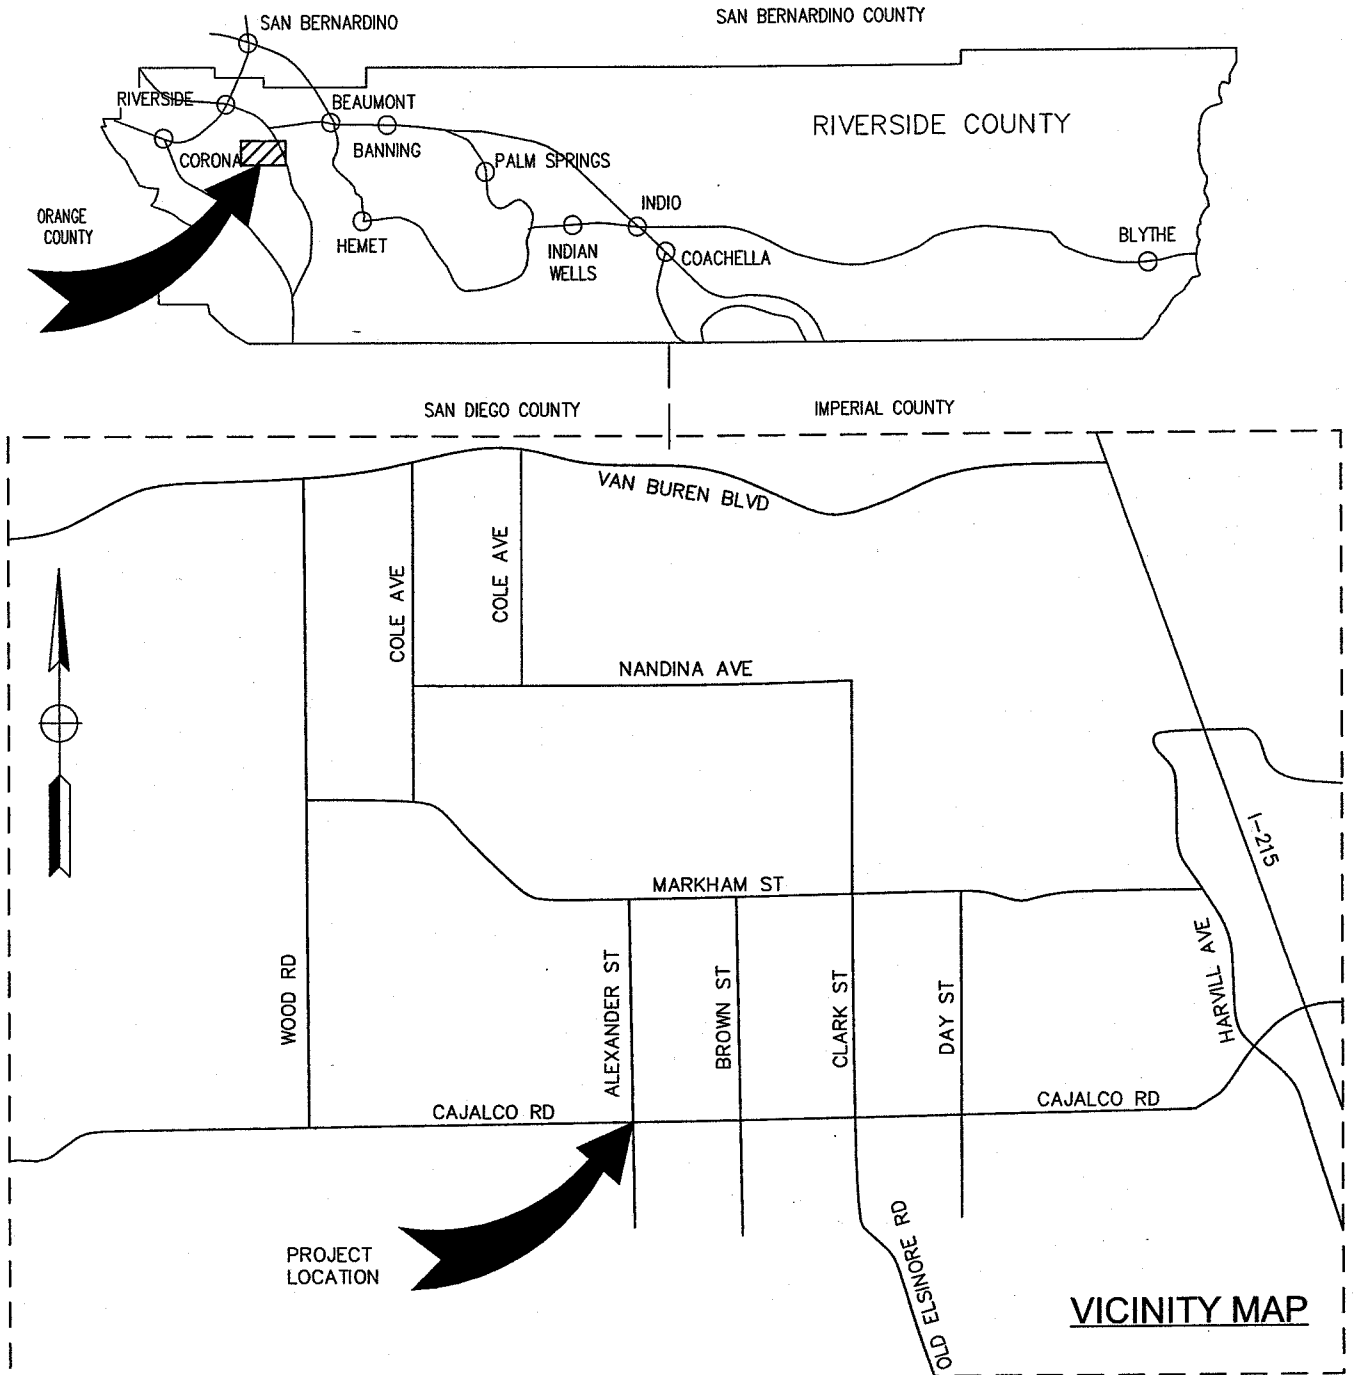 SAN BERNARDINO COUNTY
SAN BERNARDINO
RIVERSIDE
BEAUMONT
RIVERSIDE COUNTY
CORONA
BANNING
PALM SPRINGS
ORANGE
COUNTY
HEMET
INDIAN
WELLS
INDIO
COACHELLA
BLYTHE
SAN DIEGO COUNTY
IMPERIAL COUNTY
VAN BUREN BLVD
COLE AVE
COLE AVE
NANDINA AVE
I-215
MARKHAM ST
WOOD RD
ALEXANDER ST
BROWN ST
CLARK ST
DAY ST
HARVILL AVE
CAJALCO RD
CAJALCO RD
PROJECT
LOCATION
OLD ELSINORE RD
VICINITY MAP